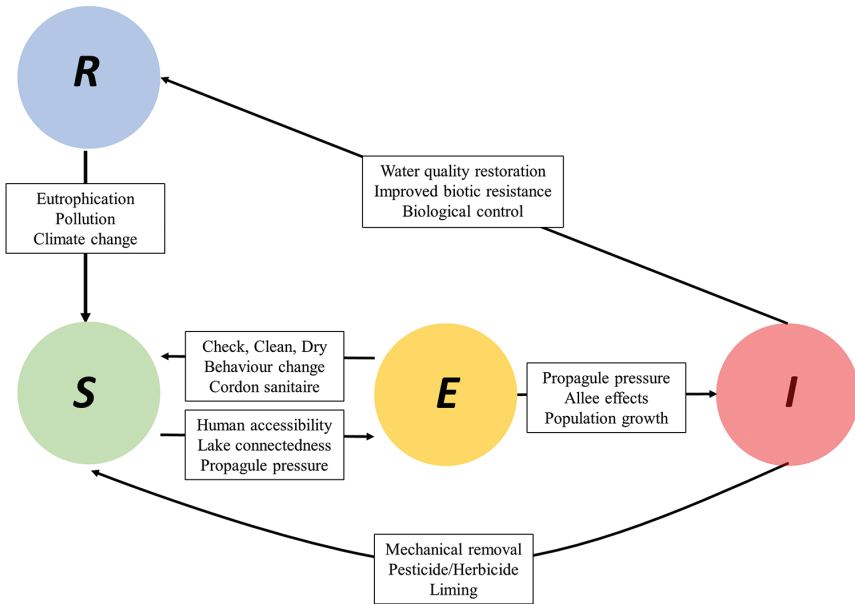 R
Water quality restoration
Improved biotic resistance
Biological control
Eutrophication
Pollution
Climate change
S
Check, Clean, Dry
Behaviour change
Cordon sanitaire
Human accessibility
Lake connectedness
Propagule pressure
E
Propagule pressure
Allee effects
Population growth
I
Mechanical removal
Pesticide/Herbicide
Liming